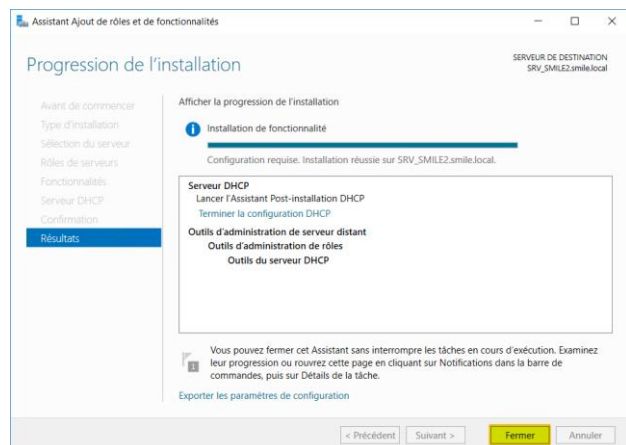 Assistant Ajout de rôles et de fonctionnalités
Progression de l'installation
SERVEUR DE DESTINATION
SRV_SMILE2.smile.local
Avant de commencer
Type d'installation
Sélection du serveur
Rôles de serveurs
Fonctionnalités
Serveur DHCP
Confirmation
Résultats
Afficher la progression de l'installation
Installation de fonctionnalité
Configuration requise. Installation réussie sur SRV_SMILE2.smile.local.
Serveur DHCP
Lancer l'Assistant Post-installation DHCP
Terminer la configuration DHCP
Outils d'administration de serveur distant
Outils d'administration de rôles
Outils du serveur DHCP
1
Vous pouvez fermer cet Assistant sans interrompre les tâches en cours d'exécution. Examinez
leur progression ou rouvrez cette page en cliquant sur Notifications dans la barre de
commandes, puis sur Détails de la tâche.
Exporter les paramètres de configuration
< Précédent Suivant > Fermer Annuler